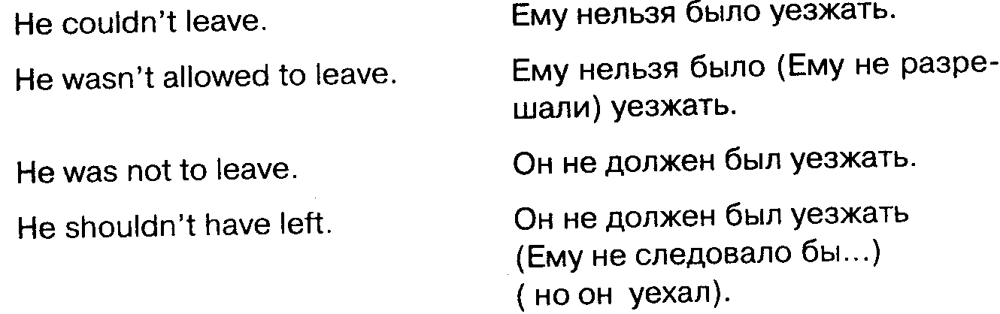 He couldn't leave. Ему нельзя было уезжать.
He wasn't allowed to leave. Ему нельзя было (Ему не разре-
шали) уезжать.
He was not to leave. Он не должен был уезжать.
He shouldn't have left. Он не должен был уезжать
(Ему не следовало бы...)
( но он уехал).